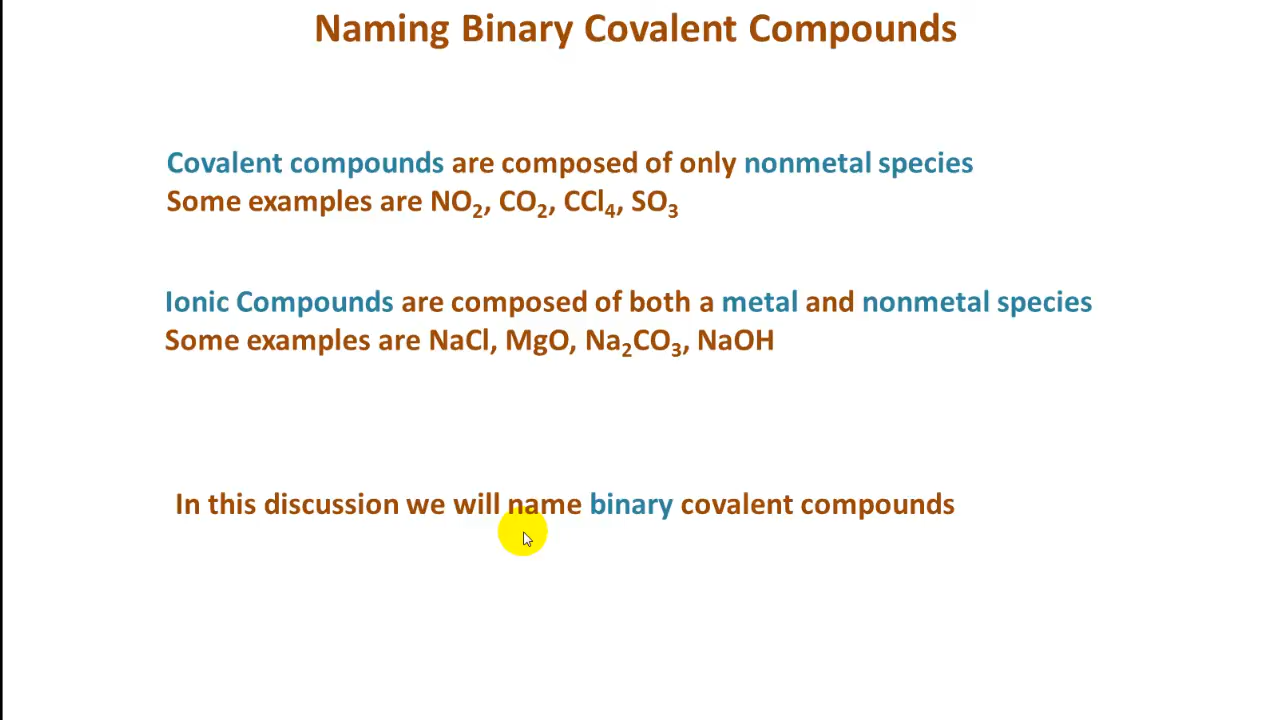 Naming Binary Covalent Compounds
Covalent compounds are composed of only nonmetal species
Some examples are NO₂, CO₂, CCl₄, SO₃
Ionic Compounds are composed of both a metal and nonmetal species
Some examples are NaCl, MgO, Na₂CO₃, NaOH
In this discussion we will name binary covalent compounds